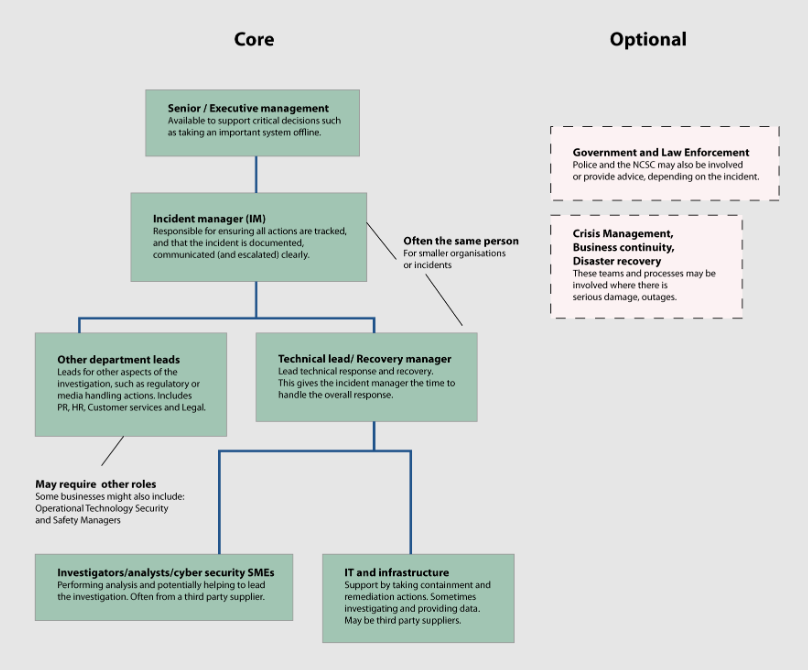 Core
Optional
Senior / Executive management
Available to support critical decisions such
as taking an important system offline.
Government and Law Enforcement
Police and the NCSC may also be involved
or provide advice, depending on the incident.
Incident manager (IM)
Responsible for ensuring all actions are tracked,
and that the incident is documented,
communicated (and escalated) clearly.
Often the same person
For smaller organisations
or incidents
Crisis Management,
Business continuity,
Disaster recovery
These teams and processes may be
involved where there is
serious damage, outages.
Other department leads
Leads for other aspects of the
investigation, such as regulatory or
media handling actions. Includes
PR, HR, Customer services and Legal.
Technical lead/ Recovery manager
Lead technical response and recovery.
This gives the incident manager the time to
handle the overall response.
May require other roles
Some businesses might also include:
Operational Technology Security
and Safety Managers
Investigators/analysts/cyber security SMEs
Performing analysis and potentially helping to lead
the investigation. Often from a third party supplier.
IT and infrastructure
Support by taking containment and
remediation actions. Sometimes
investigating and providing data.
May be third party suppliers.